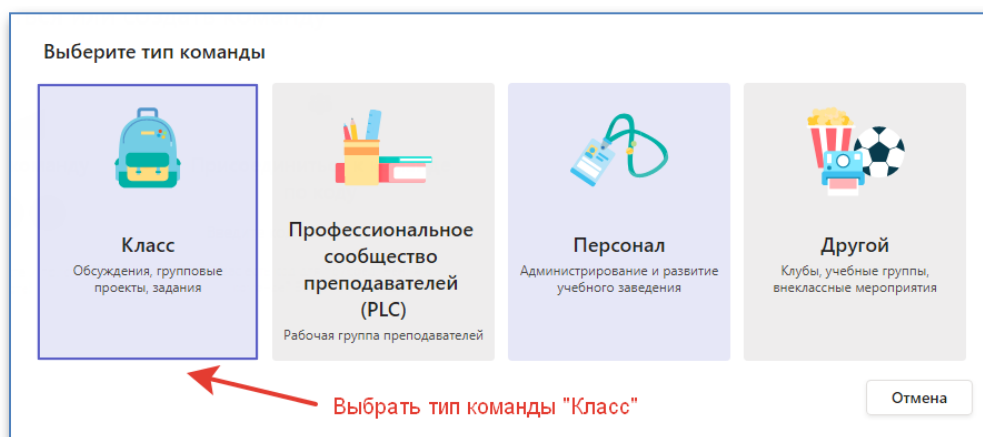 Выберите тип команды
Класс
Обсуждения, групповые
проекты, задания
Профессиональное
сообщество
преподавателей
(PLC)
Рабочая группа преподавателей
Персонал
Администрирование и развитие
учебного заведения
Другой
Клубы, учебные группы,
внеклассные мероприятия
Выбрать тип команды "Класс"
Отмена